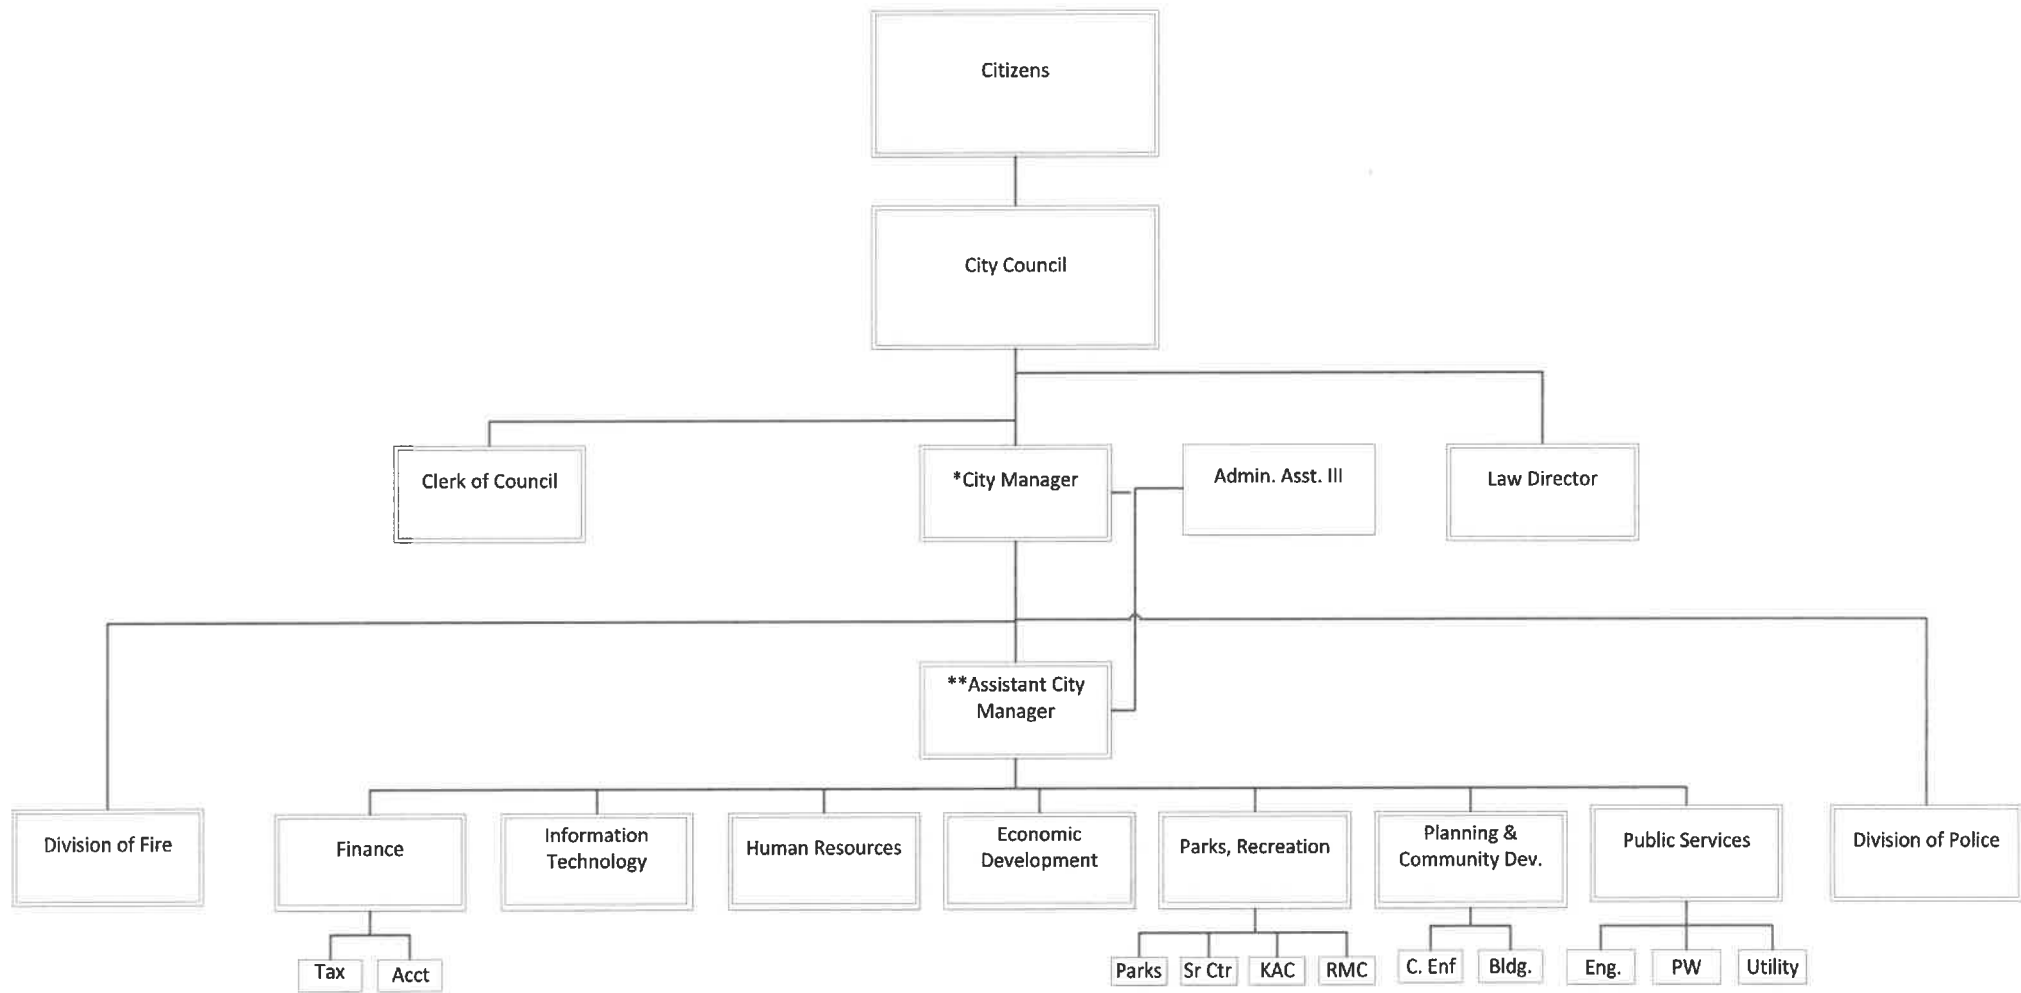 Citizens
City Council
Clerk of Council
*City Manager
Admin. Asst. III
Law Director
**Assistant City
Manager
Division of Fire
Finance
Information
Technology
Human Resources
Economic
Development
Parks, Recreation
Planning &
Community Dev.
Public Services
Division of Police
Tax
Acct
Parks
Sr Ctr
KAC
RMC
C. Enf
Bldg.
Eng.
PW
Utility